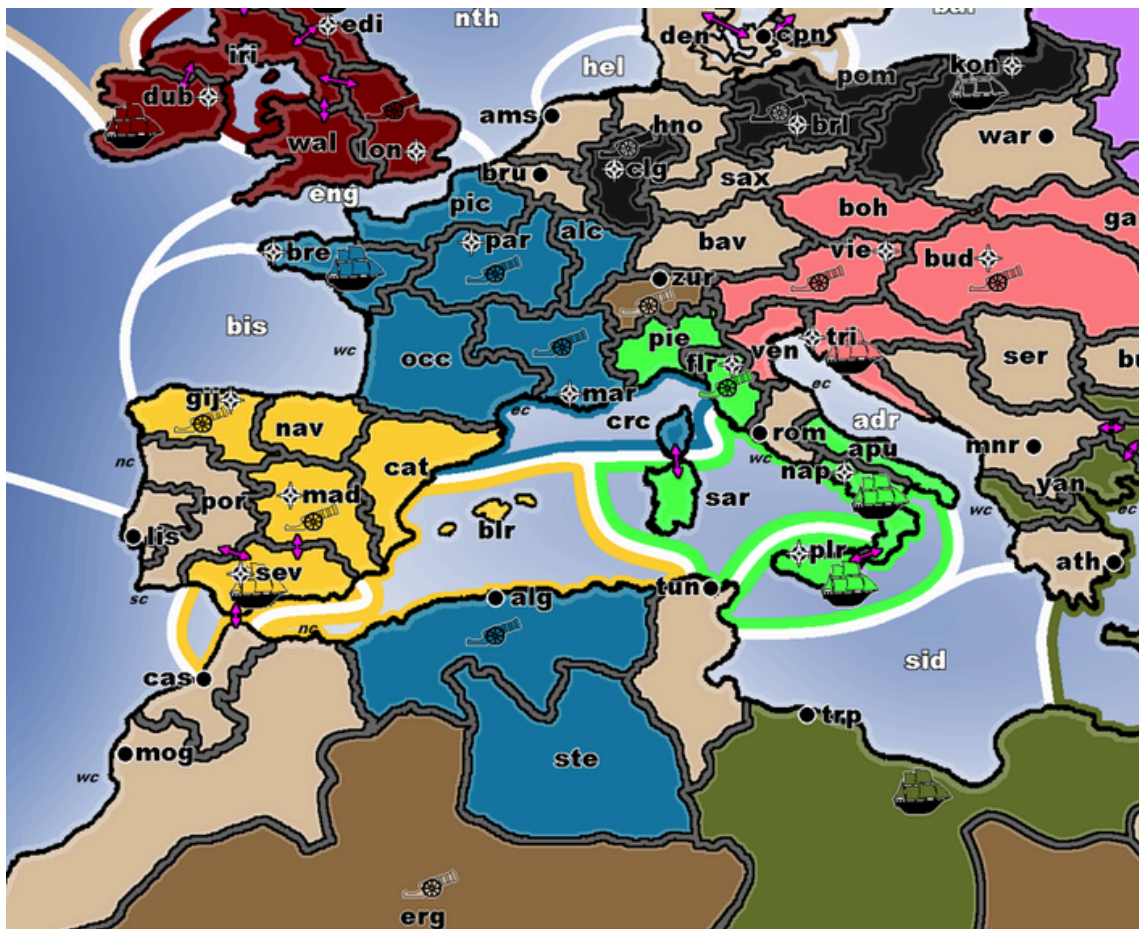 nth
bal
edi
den
cpn
iri
hel
pom
kon
dub
ams
hno
brl
war
wal
lon
clg
bru
sax
eng
pic
boh
ga
bre
par
alc
bav
vie
bud
zur
bis
wc
occ
pie
ven
tri
ser
bu
flr
gij
mar
ec
ec
crc
adr
nav
rom
mnr
nc
cat
wc
apu
mad
nap
yan
por
sar
wc
ec
blr
lis
plr
ath
sev
tun
sc
alg
nc
cas
sid
trp
mog
wc
ste
erg